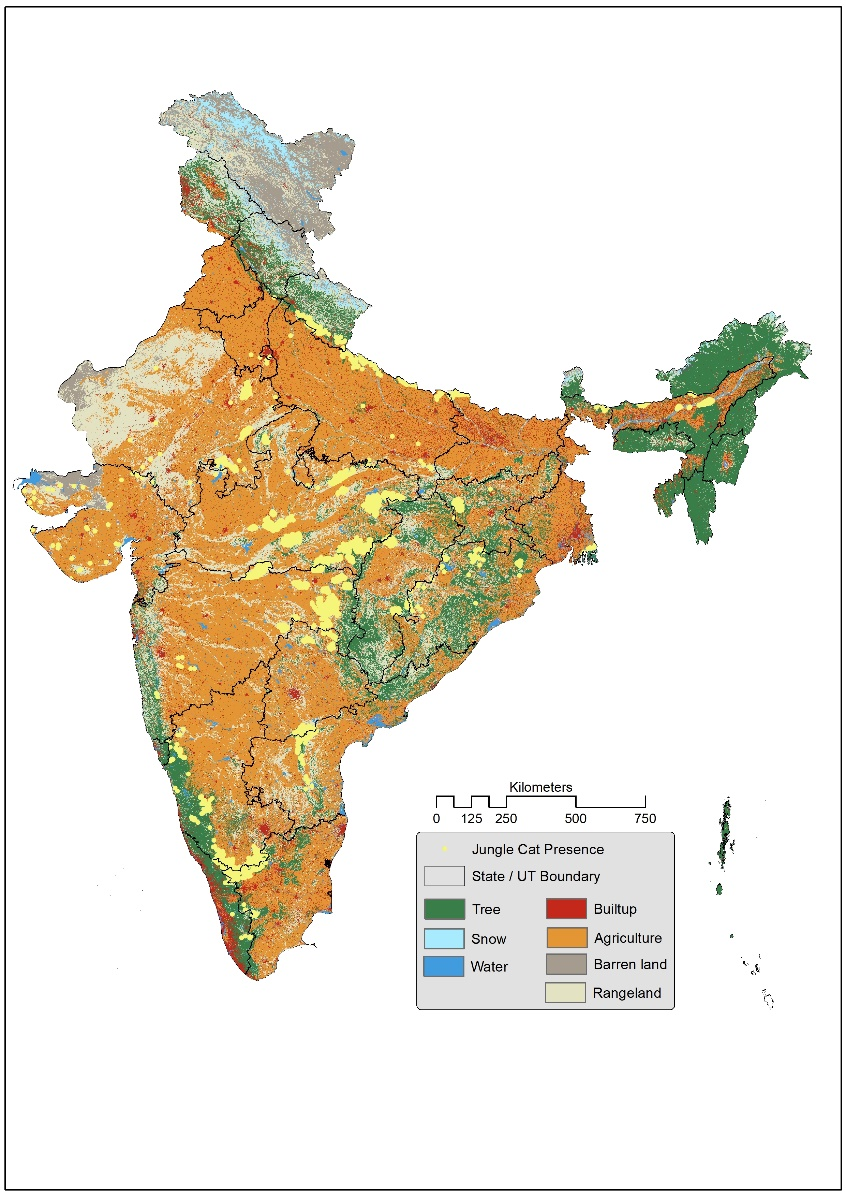 Kilometers
0 125 250 500 750
Jungle Cat Presence
State / UT Boundary
Tree
Builtup
Snow
Agriculture
Water
Barren land
Rangeland